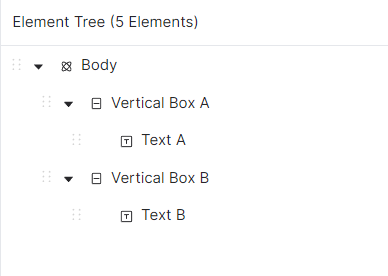 Element Tree (5 Elements)
Body
Vertical Box A
Text A
Vertical Box B
Text B